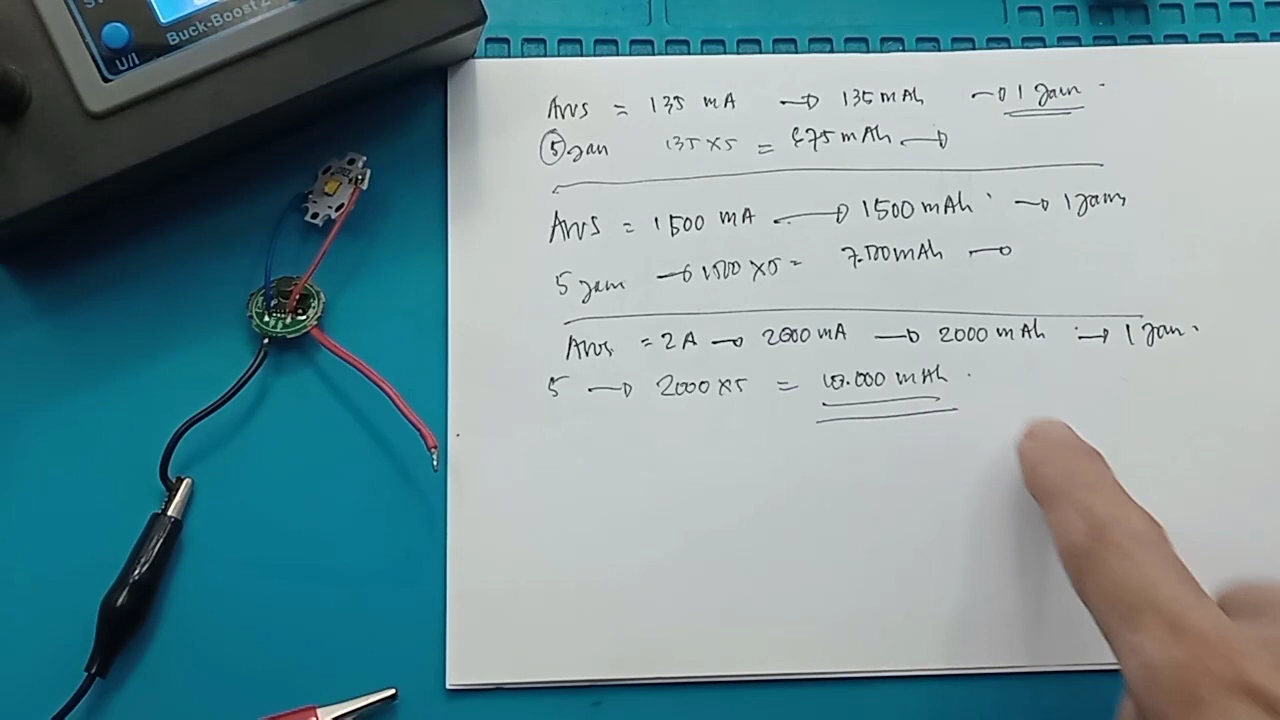 Buck-Boost
U/I
Arus = 135 mA → 135 mAh → 1 jam.
5 jam 135 x 5 = 675 mAh →
Arus = 1500 mA → 1500 mAh → 1 jam,
5 jam → 1500 x 5 = 7.500 mAh →
Arus = 2A → 2000 mA → 2000 mAh → 1 jam.
5 → 2000 x 5 = 10.000 mAh.